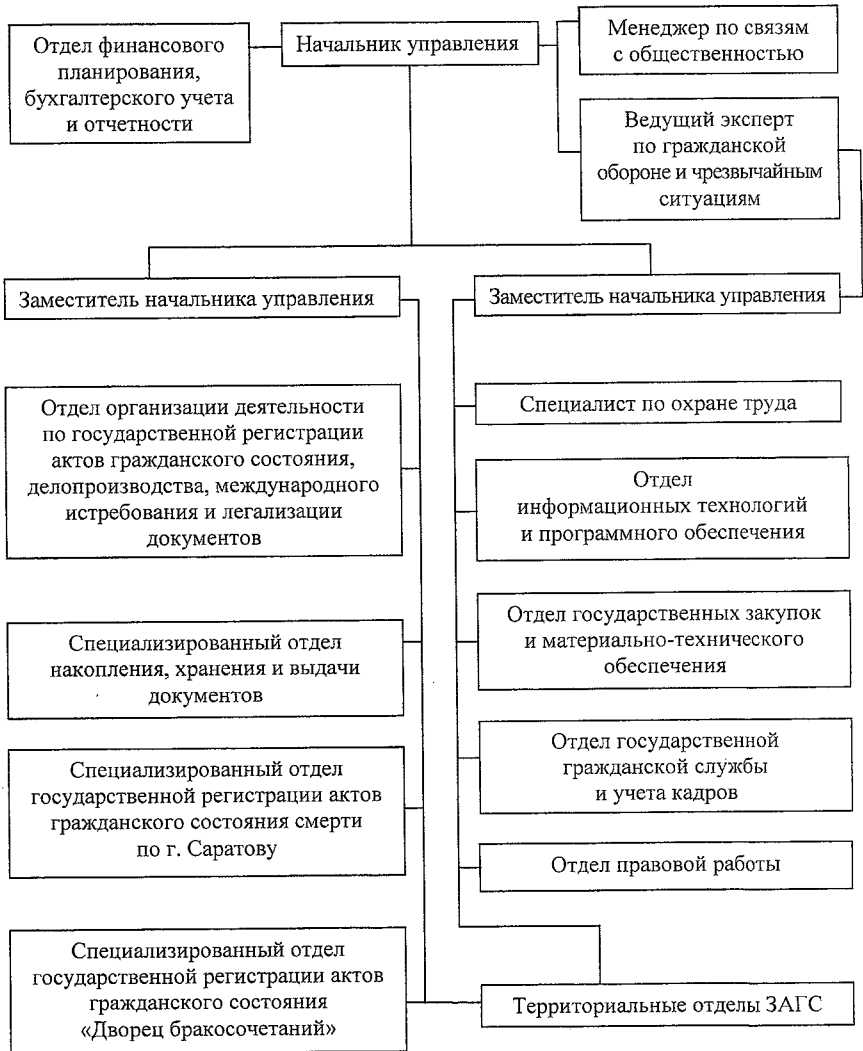 Отдел финансового
планирования,
бухгалтерского учета
и отчетности
Начальник управления
Менеджер по связям
с общественностью
Ведущий эксперт
по гражданской
обороне и чрезвычайным
ситуациям
Заместитель начальника управления
Заместитель начальника управления
Отдел организации деятельности
по государственной регистрации
актов гражданского состояния,
делопроизводства, международного
истребования и легализации
документов
Специализированный отдел
накопления, хранения и выдачи
документов
Специализированный отдел
государственной регистрации актов
гражданского состояния смерти
по г. Саратову
Специализированный отдел
государственной регистрации актов
гражданского состояния
«Дворец бракосочетаний»
Специалист по охране труда
Отдел
информационных технологий
и программного обеспечения
Отдел государственных закупок
и материально-технического
обеспечения
Отдел государственной
гражданской службы
и учета кадров
Отдел правовой работы
Территориальные отделы ЗАГС